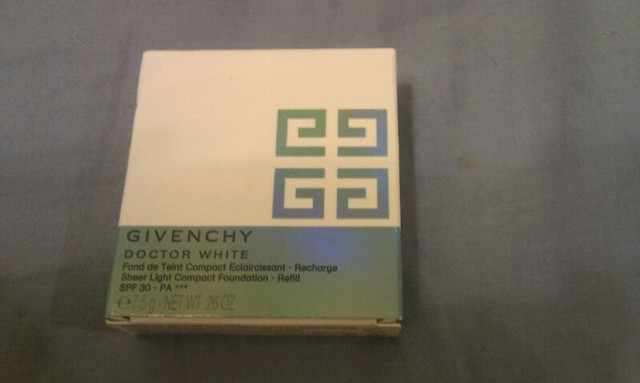 GIVENCHY
DOCTOR WHITE
Fond de Teint Compact Eclaircissant - Recharge
Sheer Light Compact Foundation - Refill
SPF 30 - PA ***
℮ 7.5 g - NET WT .26 OZ